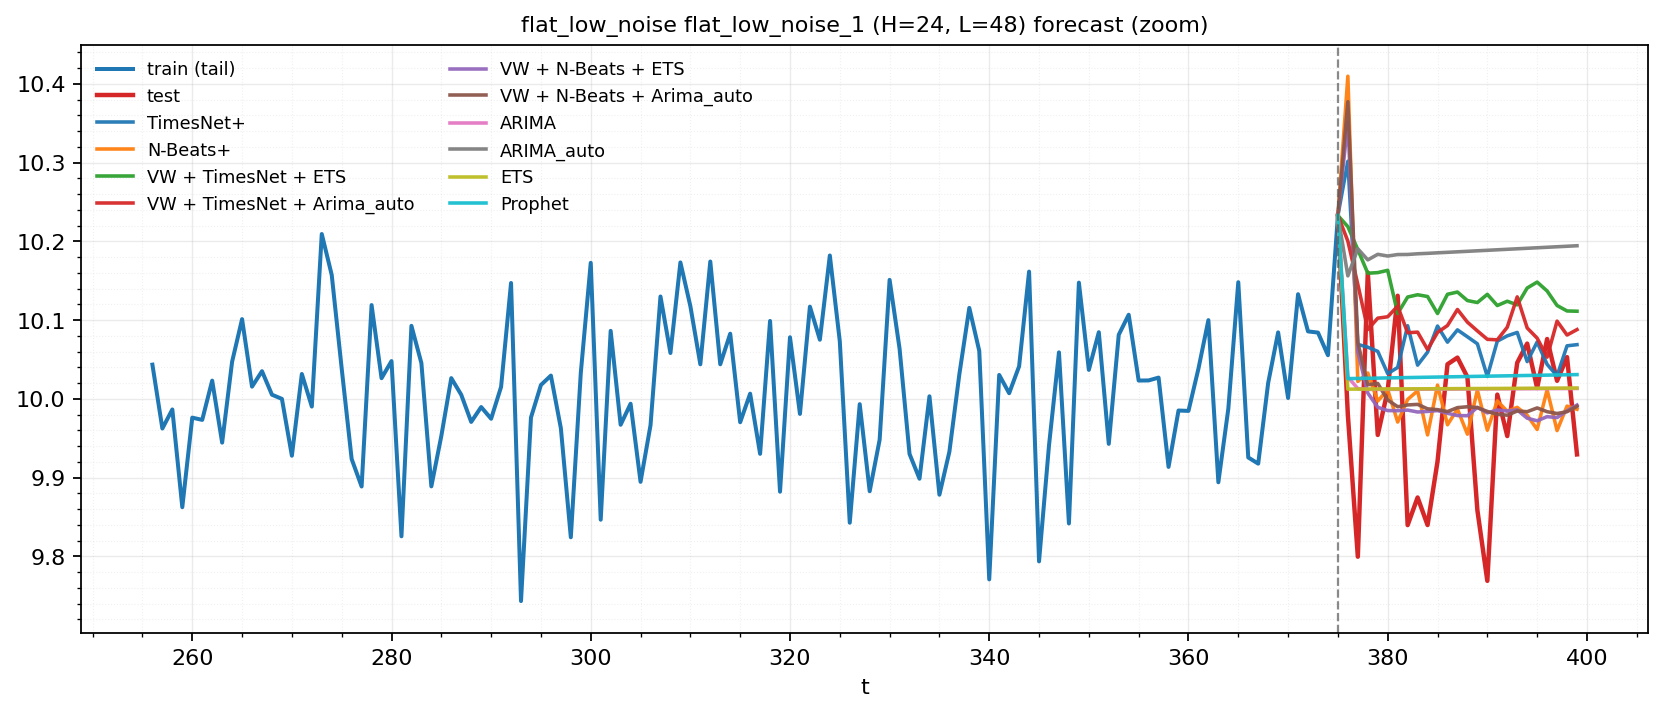 flat_low_noise flat_low_noise_1 (H=24, L=48) forecast (zoom)
train (tail)
test
TimesNet+
N-Beats+
VW + TimesNet + ETS
VW + TimesNet + Arima_auto
VW + N-Beats + ETS
VW + N-Beats + Arima_auto
ARIMA
ARIMA_auto
ETS
Prophet
10.4
10.3
10.2
10.1
10.0
9.9
9.8
260 280 300 320 340 360 380 400
t